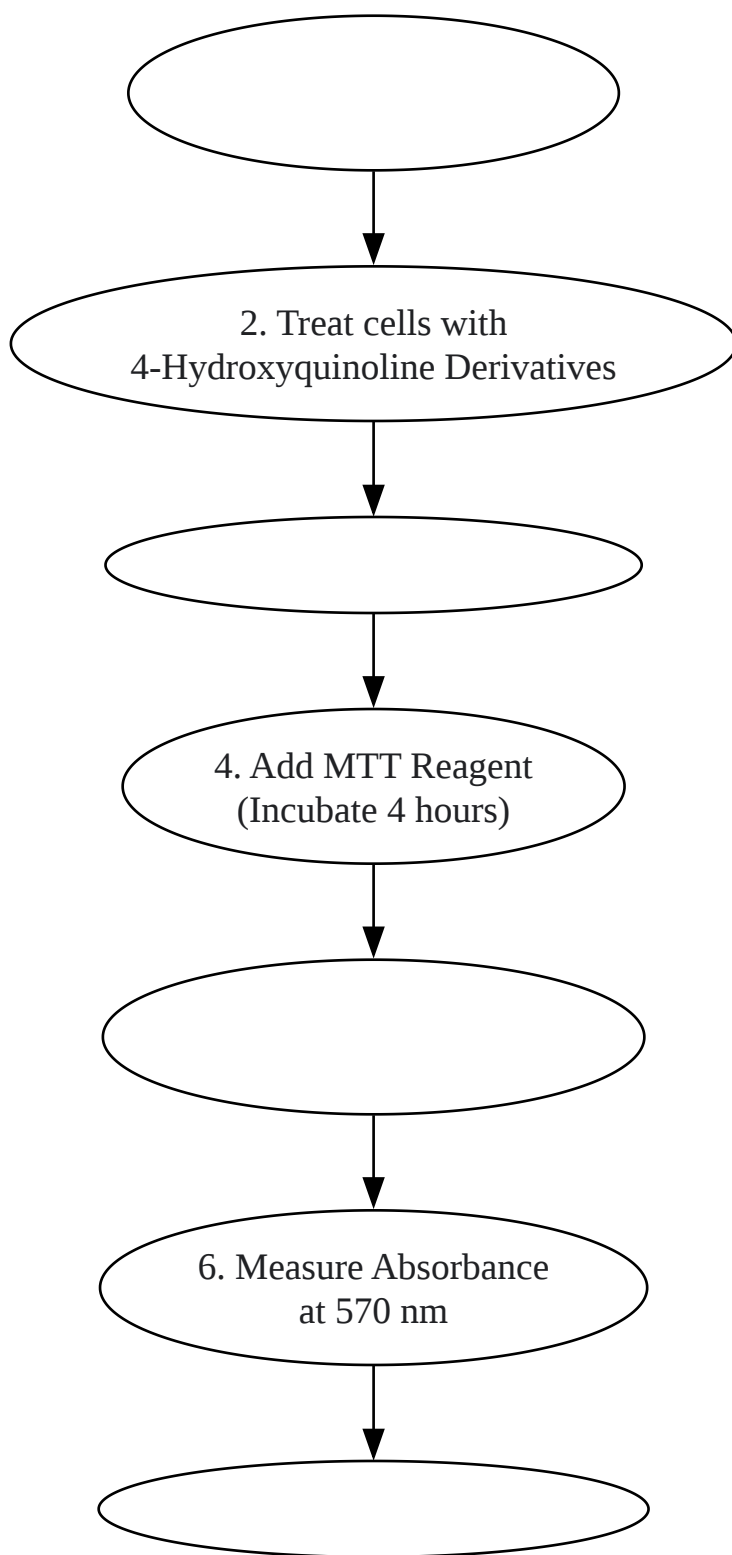 2. Treat cells with
4-Hydroxyquinoline Derivatives
4. Add MTT Reagent
(Incubate 4 hours)
6. Measure Absorbance
at 570 nm